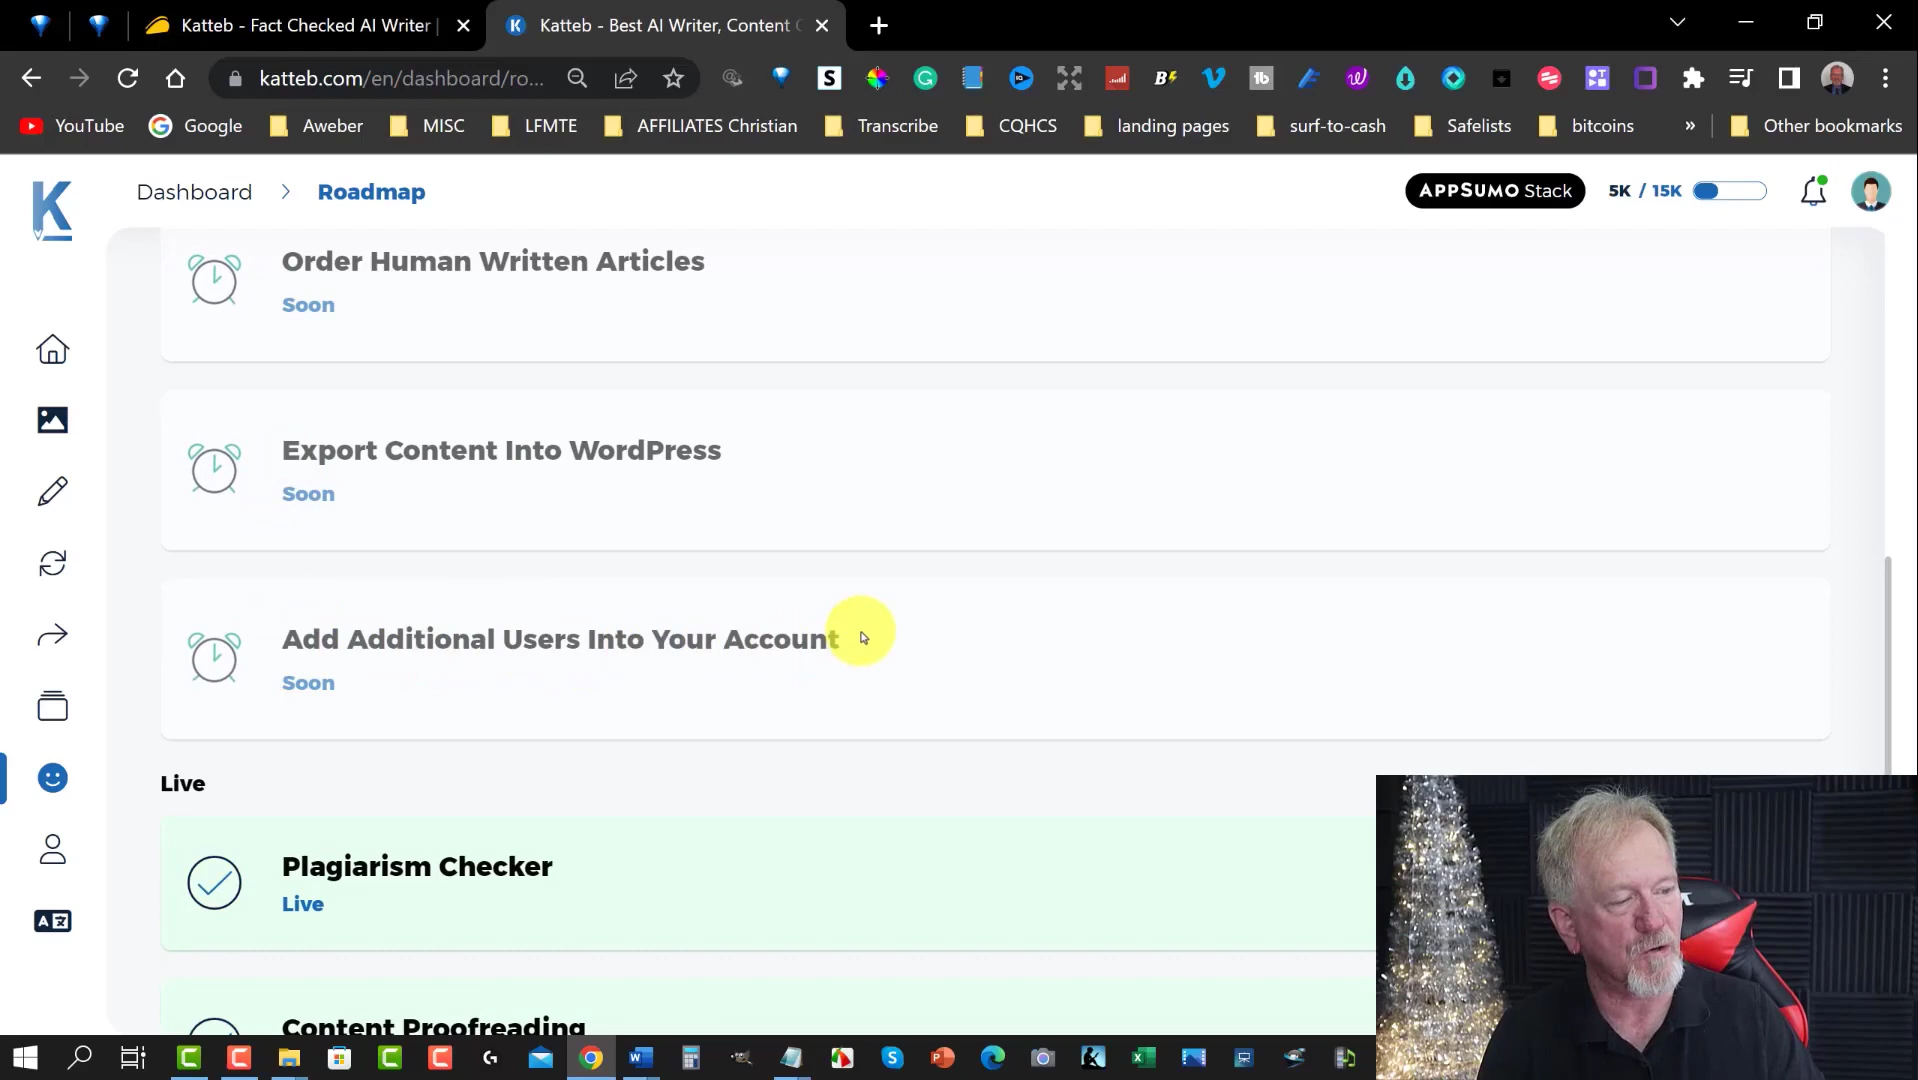 Katteb - Fact Checked AI Writer |
Katteb - Best AI Writer, Content
katteb.com/en/dashboard/ro...
YouTube
Google
Aweber
MISC
LFMTE
AFFILIATES Christian
Transcribe
CQHCS
landing pages
surf-to-cash
Safelists
bitcoins
»
Other bookmarks
Dashboard > Roadmap
APPSUMO Stack
5K / 15K
Order Human Written Articles
Soon
Export Content Into WordPress
Soon
Add Additional Users Into Your Account
Soon
Live
Plagiarism Checker
Live
Content Proofreading